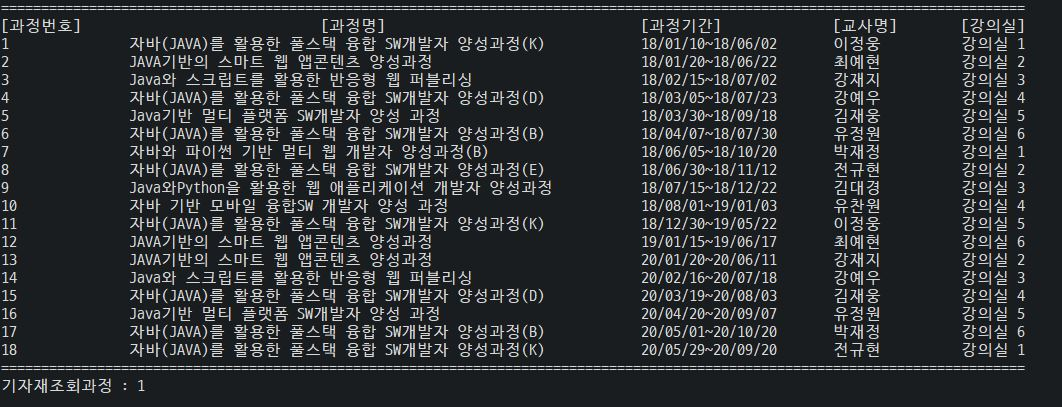 ================================================================================================================================
[과정번호] [과정명] [과정기간] [교사명] [강의실]
1 자바(JAVA)를 활용한 풀스택 융합 SW개발자 양성과정(K) 18/01/10~18/06/02 이정웅 강의실 1
2 JAVA기반의 스마트 웹 앱콘텐츠 양성과정 18/01/20~18/06/22 최예현 강의실 2
3 Java와 스크립트를 활용한 반응형 웹 퍼블리싱 18/02/15~18/07/02 강재지 강의실 3
4 자바(JAVA)를 활용한 풀스택 융합 SW개발자 양성과정(D) 18/03/05~18/07/23 강예우 강의실 4
5 Java기반 멀티 플랫폼 SW개발자 양성 과정 18/03/30~18/09/18 김재웅 강의실 5
6 자바(JAVA)를 활용한 풀스택 융합 SW개발자 양성과정(B) 18/04/07~18/07/30 유정원 강의실 6
7 자바와 파이썬 기반 멀티 웹 개발자 양성과정(B) 18/06/05~18/10/20 박재정 강의실 1
8 자바(JAVA)를 활용한 풀스택 융합 SW개발자 양성과정(E) 18/06/30~18/11/12 전규현 강의실 2
9 Java와Python을 활용한 웹 애플리케이션 개발자 양성과정 18/07/15~18/12/22 김대경 강의실 3
10 자바 기반 모바일 융합SW 개발자 양성 과정 18/08/01~19/01/03 유찬원 강의실 4
11 자바(JAVA)를 활용한 풀스택 융합 SW개발자 양성과정(K) 18/12/30~19/05/22 이정웅 강의실 5
12 JAVA기반의 스마트 웹 앱콘텐츠 양성과정 19/01/15~19/06/17 최예현 강의실 6
13 JAVA기반의 스마트 웹 앱콘텐츠 양성과정 20/01/20~20/06/11 강재지 강의실 2
14 Java와 스크립트를 활용한 반응형 웹 퍼블리싱 20/02/16~20/07/18 강예우 강의실 3
15 자바(JAVA)를 활용한 풀스택 융합 SW개발자 양성과정(D) 20/03/19~20/08/03 김재웅 강의실 4
16 Java기반 멀티 플랫폼 SW개발자 양성 과정 20/04/20~20/09/07 유정원 강의실 5
17 자바(JAVA)를 활용한 풀스택 융합 SW개발자 양성과정(B) 20/05/01~20/10/20 박재정 강의실 6
18 자바(JAVA)를 활용한 풀스택 융합 SW개발자 양성과정(K) 20/05/29~20/09/20 전규현 강의실 1
================================================================================================================================
기자재조회과정 : 1